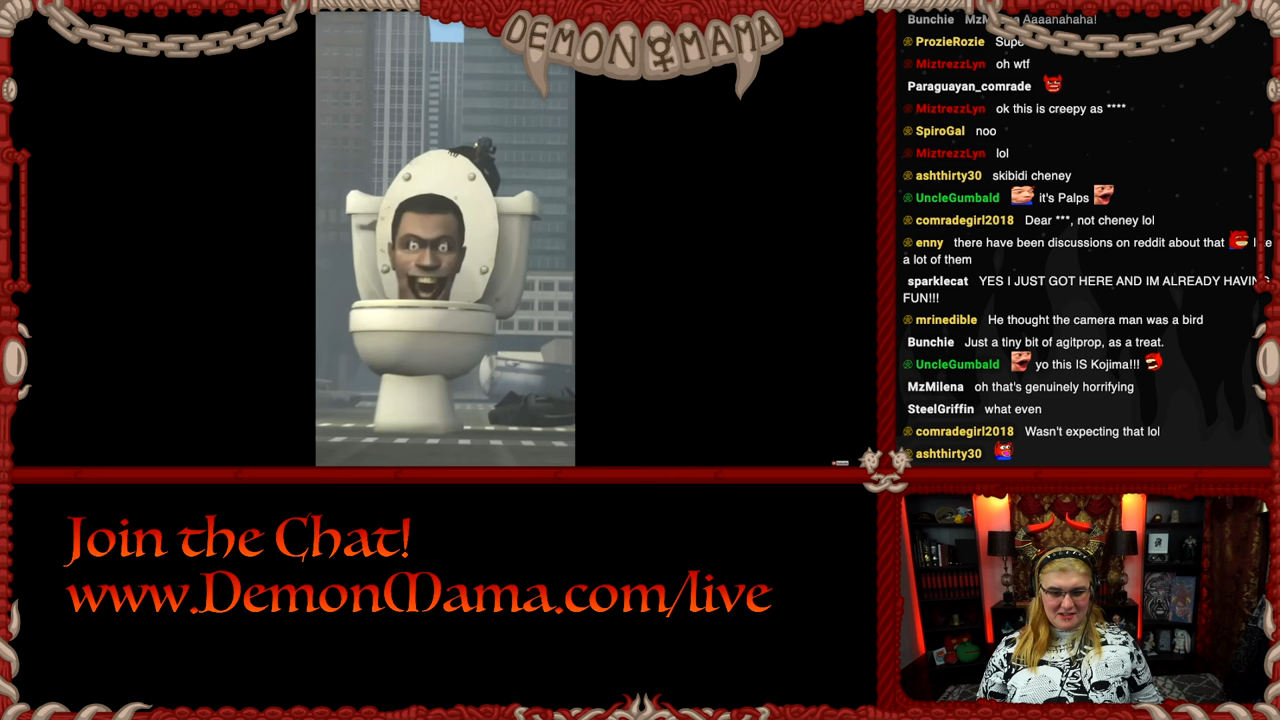 DEMON MAMA
Bunchie Aaaanahaha!
ProzieRozie Supe
MiztrezzLyn oh wtf
Paraguayan_comrade
MiztrezzLyn ok this is creepy as ****
SpiroGal noo
MiztrezzLyn lol
ashthirty30 skibidi cheney
UncleGumbald it's Palps
comradegirl2018 Dear ***, not cheney lol
enny there have been discussions on reddit about that
a lot of them
sparklecat YES I JUST GOT HERE AND IM ALREADY HAVING
FUN!!!
mrinedible He thought the camera man was a bird
Bunchie Just a tiny bit of agitprop, as a treat.
UncleGumbald yo this IS Kojima!!!
MzMilena oh that's genuinely horrifying
SteelGriffin what even
comradegirl2018 Wasn't expecting that lol
ashthirty30
Join the Chat!
www.DemonMama.com/live